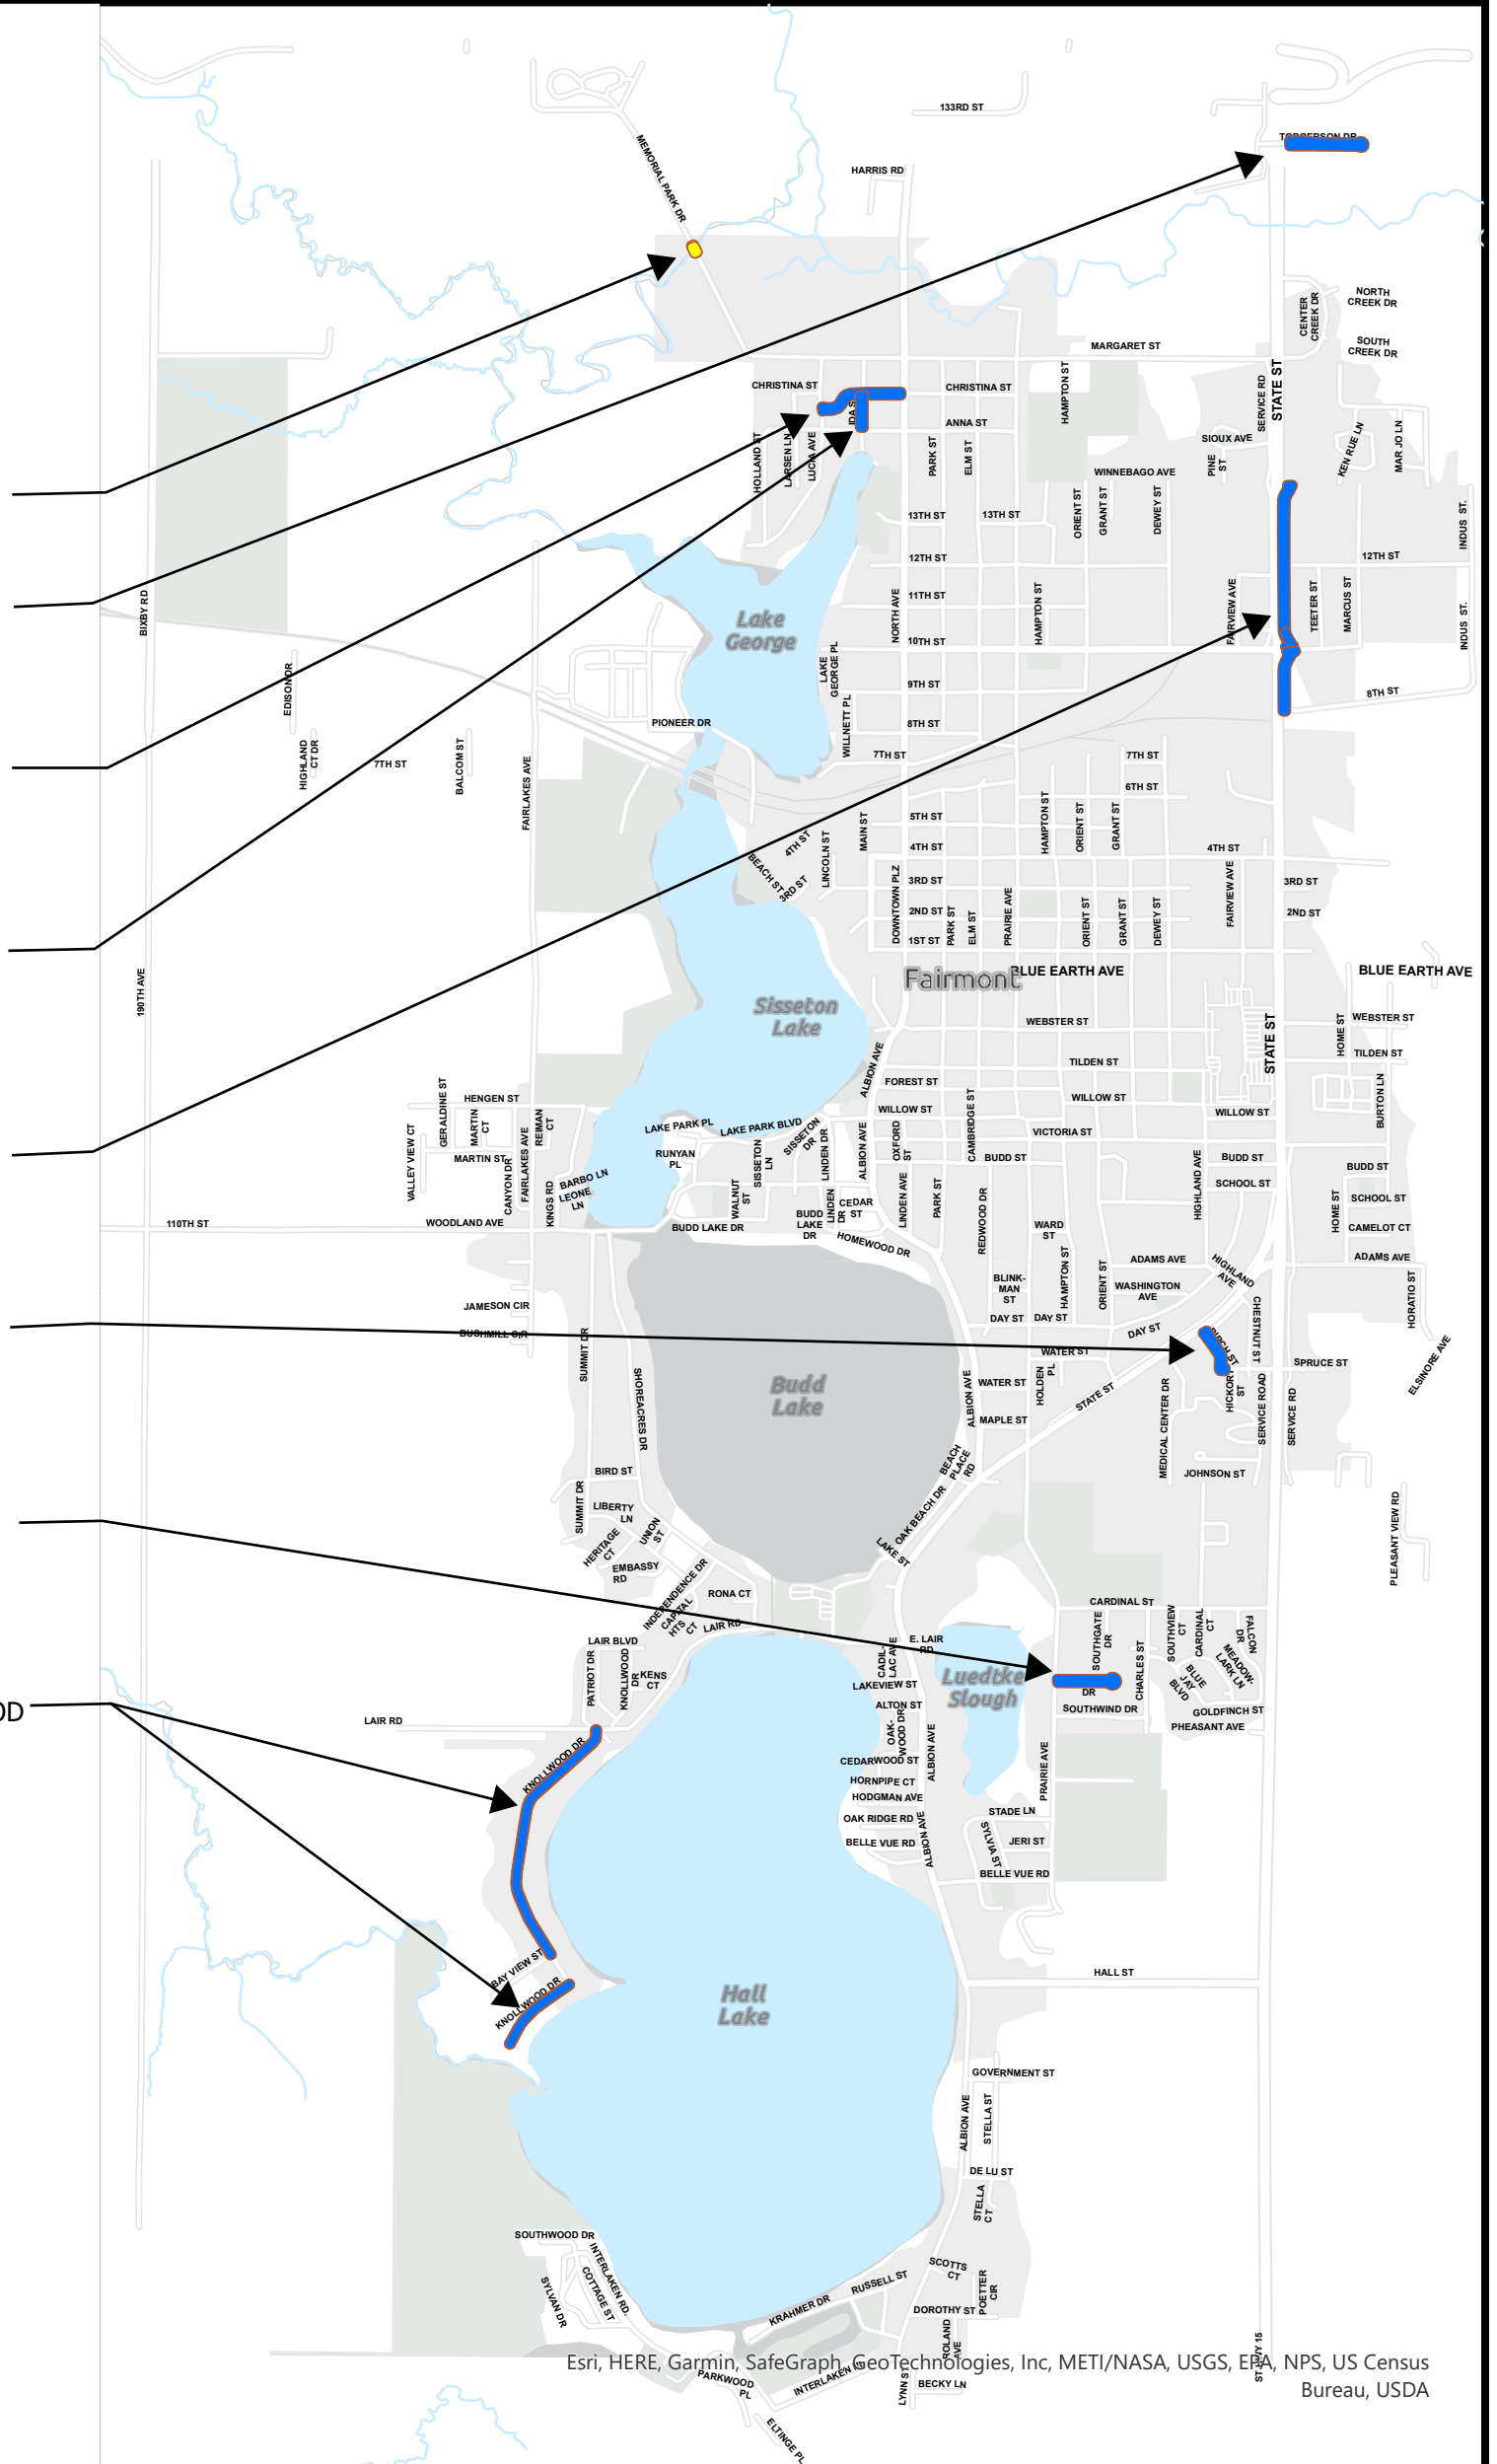 133RD ST
MEMORIAL PARK DR
HARRIS RD
TORGERSON DR
NORTH
CREEK DR
CENTER
CREEK DR
SOUTH
CREEK DR
MARGARET ST
STATE ST
SERVICE RD
HAMPTON ST
CHRISTINA ST
CHRISTINA ST
ANNA ST
HOLLAND ST
LARSEN LN
LUCIA AVE
PARK ST
ELM ST
SIOUX AVE
PINE
ST
KEN RUE LN
MAR JO LN
WINNEBAGO AVE
ORIENT ST
GRANT ST
DEWEY ST
INDUS ST.
13TH ST
13TH ST
12TH ST
12TH ST
11TH ST
10TH ST
9TH ST
8TH ST
7TH ST
NORTH AVE
HAMPTON ST
FAIRVIEW AVE
TEETER ST
MARCUS ST
INDUS ST.
8TH ST
BIXBY RD
Lake
George
LAKE
GEORGE PL
WILLNETT PL
EDISON DR
HIGHLAND
CT DR
7TH ST
BALCOM ST
FAIRLAKES AVE
PIONEER DR
7TH ST
6TH ST
5TH ST
4TH ST
4TH ST
3RD ST
2ND ST
1ST ST
MAIN ST
LINCOLN ST
4TH ST
BEACH ST
3RD ST
DOWNTOWN PLZ
PARK ST
ELM ST
PRAIRIE AVE
HAMPTON ST
ORIENT ST
GRANT ST
ORIENT ST
GRANT ST
DEWEY ST
FAIRVIEW AVE
3RD ST
2ND ST
190TH AVE
Fairmont
BLUE EARTH AVE
BLUE EARTH AVE
Sisseton
Lake
WEBSTER ST
WEBSTER ST
TILDEN ST
TILDEN ST
STATE ST
HOME ST
BURTON LN
ALBION AVE
FOREST ST
WILLOW ST
WILLOW ST
WILLOW ST
VICTORIA ST
BUDD ST
BUDD ST
BUDD ST
SCHOOL ST
SCHOOL ST
CAMELOT CT
HENGEN ST
GERALDINE ST
MARTIN
CT
REIMAN
CT
MARTIN ST
VALLEY VIEW CT
CANYON DR
FAIRLAKES AVE
KINGS RD
BARBO LN
LEONE
LN
LAKE PARK PL
LAKE PARK BLVD
RUNYAN
PL
SISSETON
LN
SISSETON
DR
LINDEN DR
ALBION AVE
OXFORD
ST
CAMBRIDGE ST
WALNUT
ST
LINDEN
DR
CEDAR
ST
LINDEN AVE
PARK ST
REDWOOD DR
HIGHLAND AVE
HOME ST
110TH ST
WOODLAND AVE
BUDD LAKE DR
BUDD
LAKE
DR
HOMEWOOD DR
WARD
ST
ADAMS AVE
ADAMS AVE
HIGHLAND
AVE
WASHINGTON
AVE
BLINK-
MAN
ST
HAMPTON ST
ORIENT ST
HORATIO ST
CHESTNUT ST
JAMESON CIR
BUSHMILL CIR
DAY ST
DAY ST
DAY ST
BIRCH ST
SPRUCE ST
ELSINORE AVE
SUMMIT DR
SHOREACRES DR
Budd
Lake
WATER ST
WATER ST
HOLDEN
PL
STATE ST
MAPLE ST
ALBION AVE
MEDICAL CENTER DR
HICKORY
ST
SERVICE ROAD
SERVICE RD
JOHNSON ST
BIRD ST
SUMMIT DR
LIBERTY
LN
UNION
ST
HERITAGE
CT
EMBASSY
RD
BEACH
PLACE
RD
OAK BEACH DR
LAKE ST
PLEASANT VIEW RD
INDEPENDENCE DR
CAPITAL
HTS
CT
RONA CT
LAIR RD
LAIR BLVD
PATRIOT DR
KNOLLWOOD
DR
KENS
CT
CARDINAL ST
SOUTHGATE
DR
CHARLES ST
SOUTHVIEW
CT
CARDINAL
CT
FALCON
DR
MEADOW-
LARK LN
BLUE
JAY
BLVD
GOLDFINCH ST
PHEASANT AVE
SOUTHWIND DR
DR
E. LAIR
RD
CADIL-
LAC AVE
LAKEVIEW ST
ALTON ST
OAK-
WOOD DR
Luedtke
Slough
OD
LAIR RD
KNOLLWOOD DR
CEDARWOOD ST
HORNPIPE CT
HODGMAN AVE
OAK RIDGE RD
BELLE VUE RD
ALBION AVE
ALBION AVE
PRAIRIE AVE
STADE LN
SYLVIA ST
JERI ST
BELLE VUE RD
BAY VIEW ST
KNOLLWOOD DR
Hall
Lake
HALL ST
GOVERNMENT ST
ALBION AVE
STELLA ST
DE LU ST
STELLA
CT
SOUTHWOOD DR
INTERLAKEN RD.
COTTAGE ST
SYLVAN DR
SCOTTS
CT
RUSSELL ST
KRAHMER DR
POETTER
CIR
DOROTHY ST
ROLAND
AVE
PARKWOOD
PL
LYNN ST
BECKY LN
ELTINGE PL
Esri, HERE, Garmin, SafeGraph, GeoTechnologies, Inc, METI/NASA, USGS, EPA, NPS, US Census
Bureau, USDA